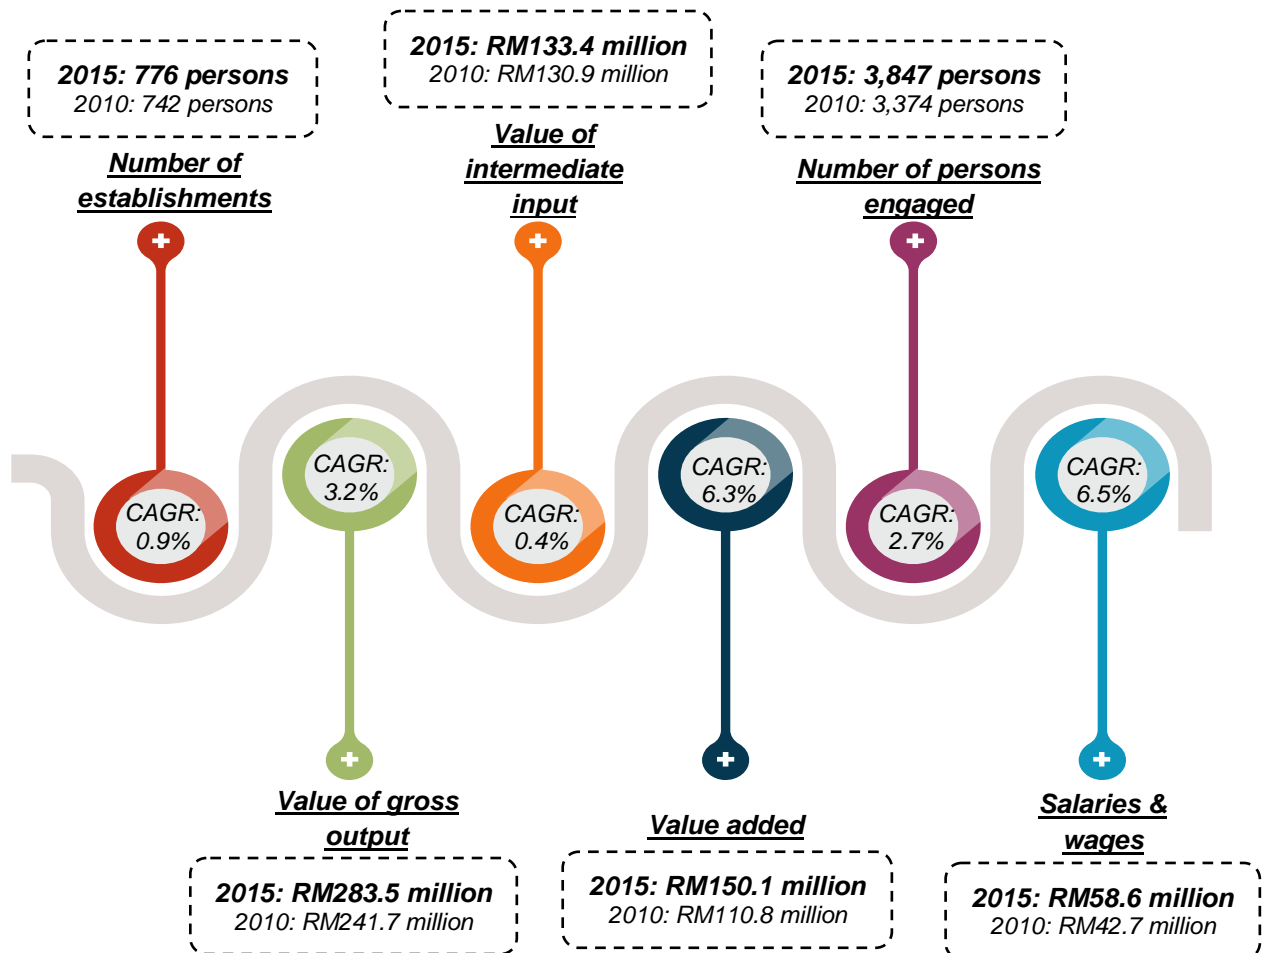 2015: 776 persons
2010: 742 persons
Number of
establishments
2015: RM133.4 million
2010: RM130.9 million
Value of
intermediate
input
2015: 3,847 persons
2010: 3,374 persons
Number of persons
engaged
CAGR:
0.9%
CAGR:
3.2%
CAGR:
0.4%
CAGR:
6.3%
CAGR:
2.7%
CAGR:
6.5%
Value of gross
output
2015: RM283.5 million
2010: RM241.7 million
Value added
2015: RM150.1 million
2010: RM110.8 million
Salaries &
wages
2015: RM58.6 million
2010: RM42.7 million